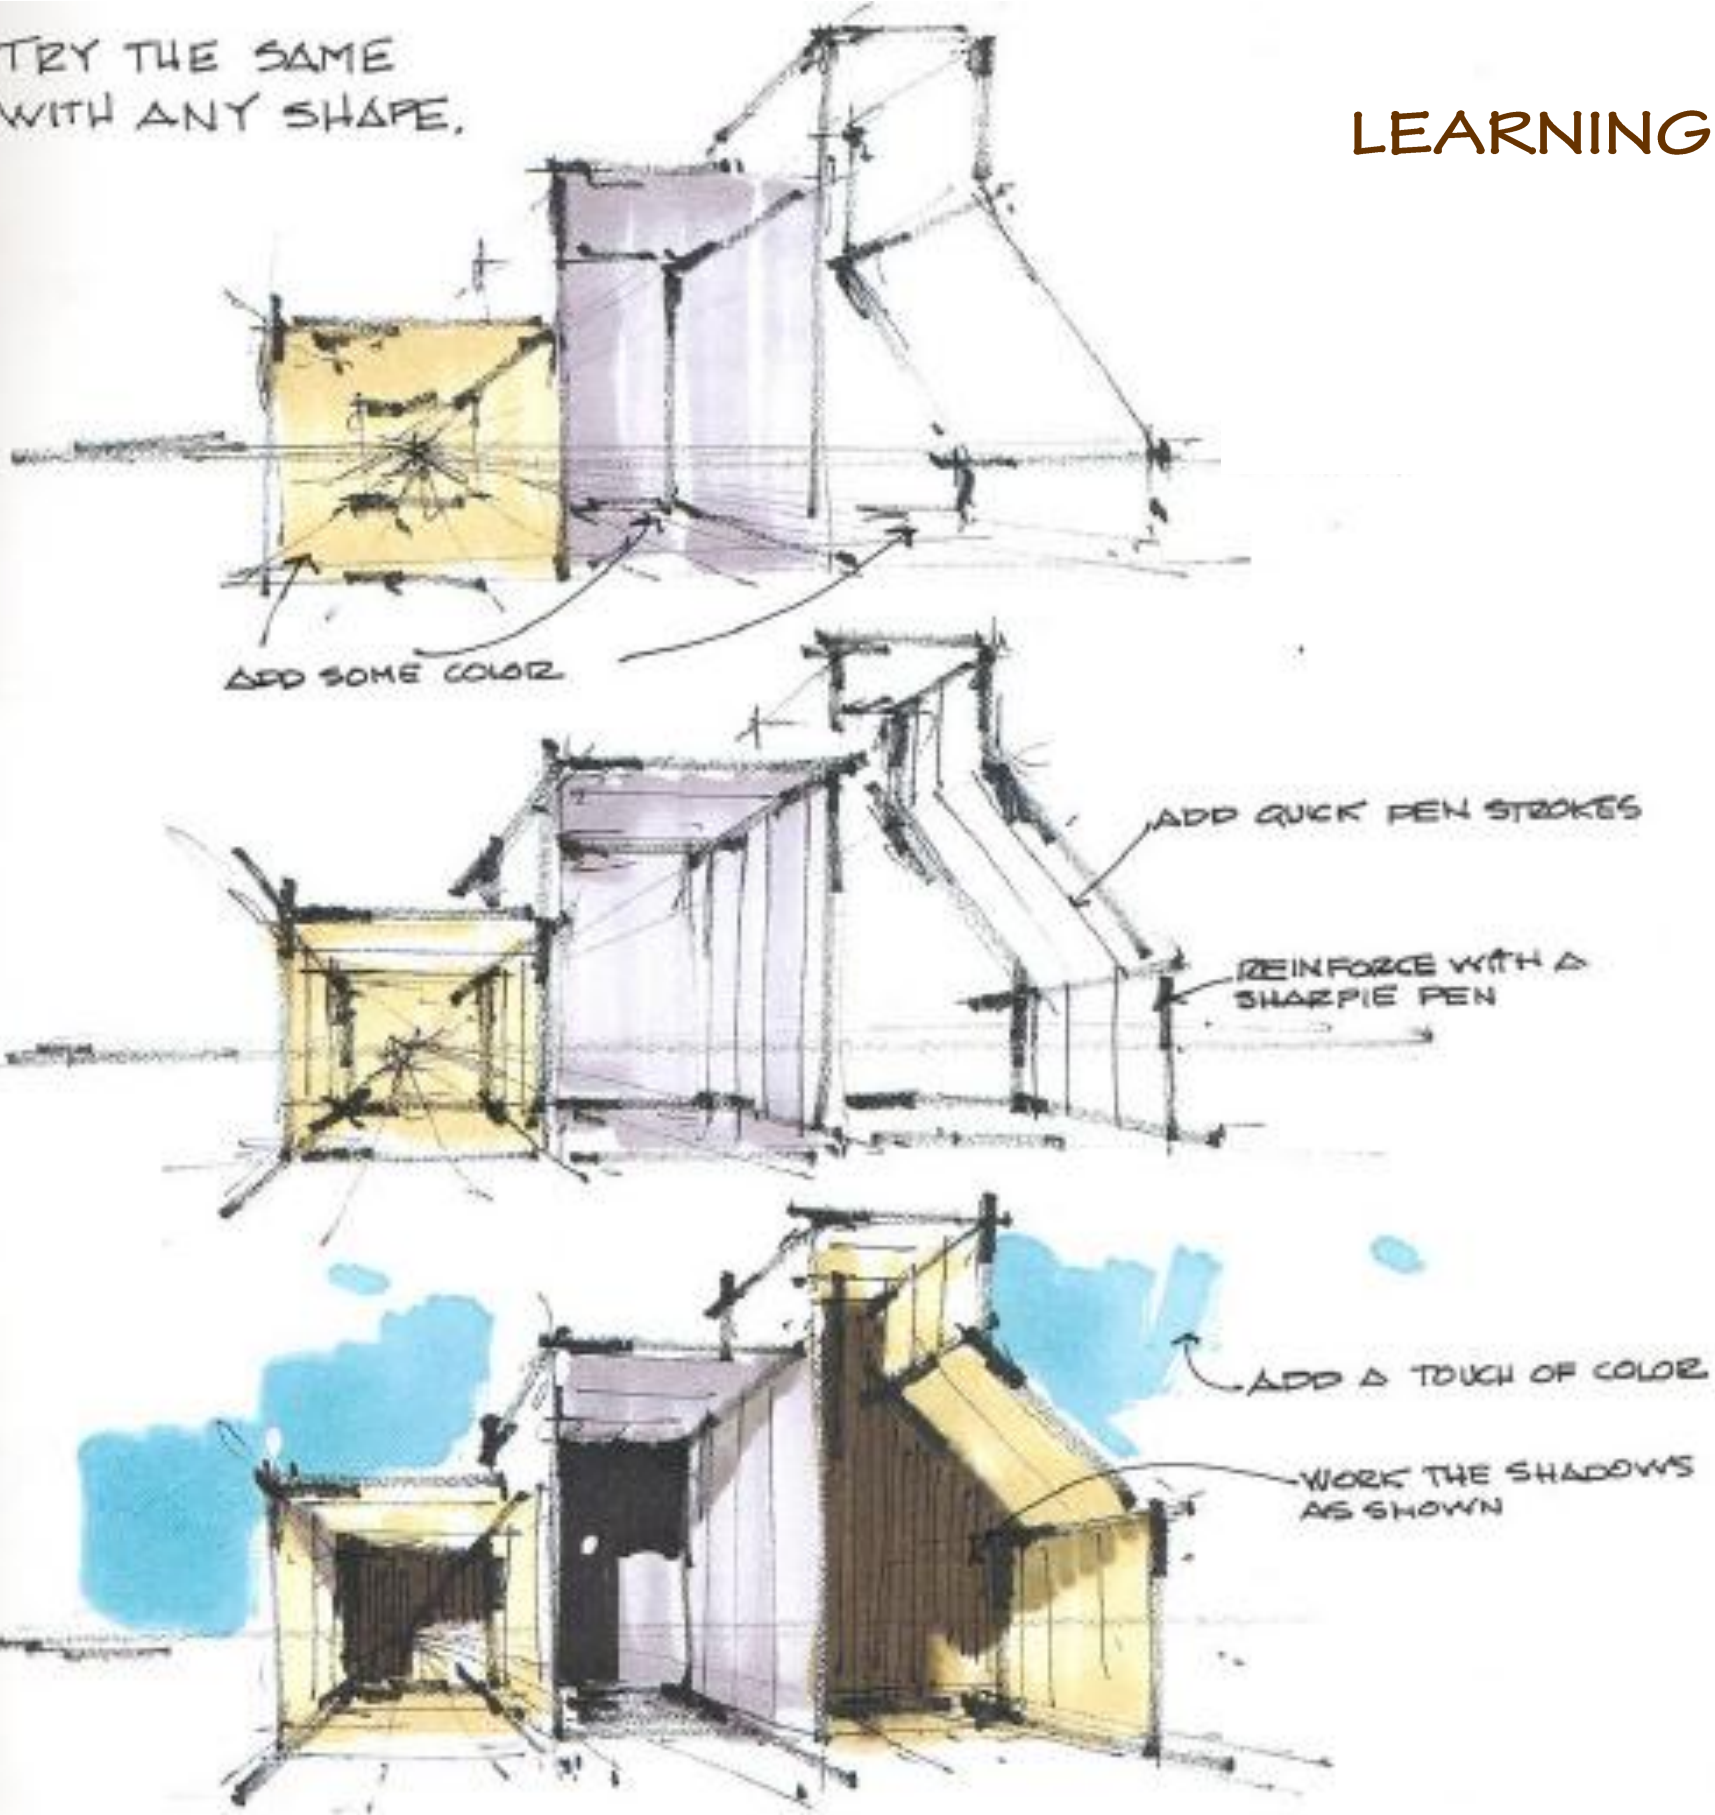 TRY THE SAME
WITH ANY SHAPE.
LEARNING
ADD SOME COLOR
ADD QUICK PEN STROKES
REINFORCE WITH A
SHARPIE PEN
ADD A TOUCH OF COLOR
WORK THE SHADOWS
AS SHOWN